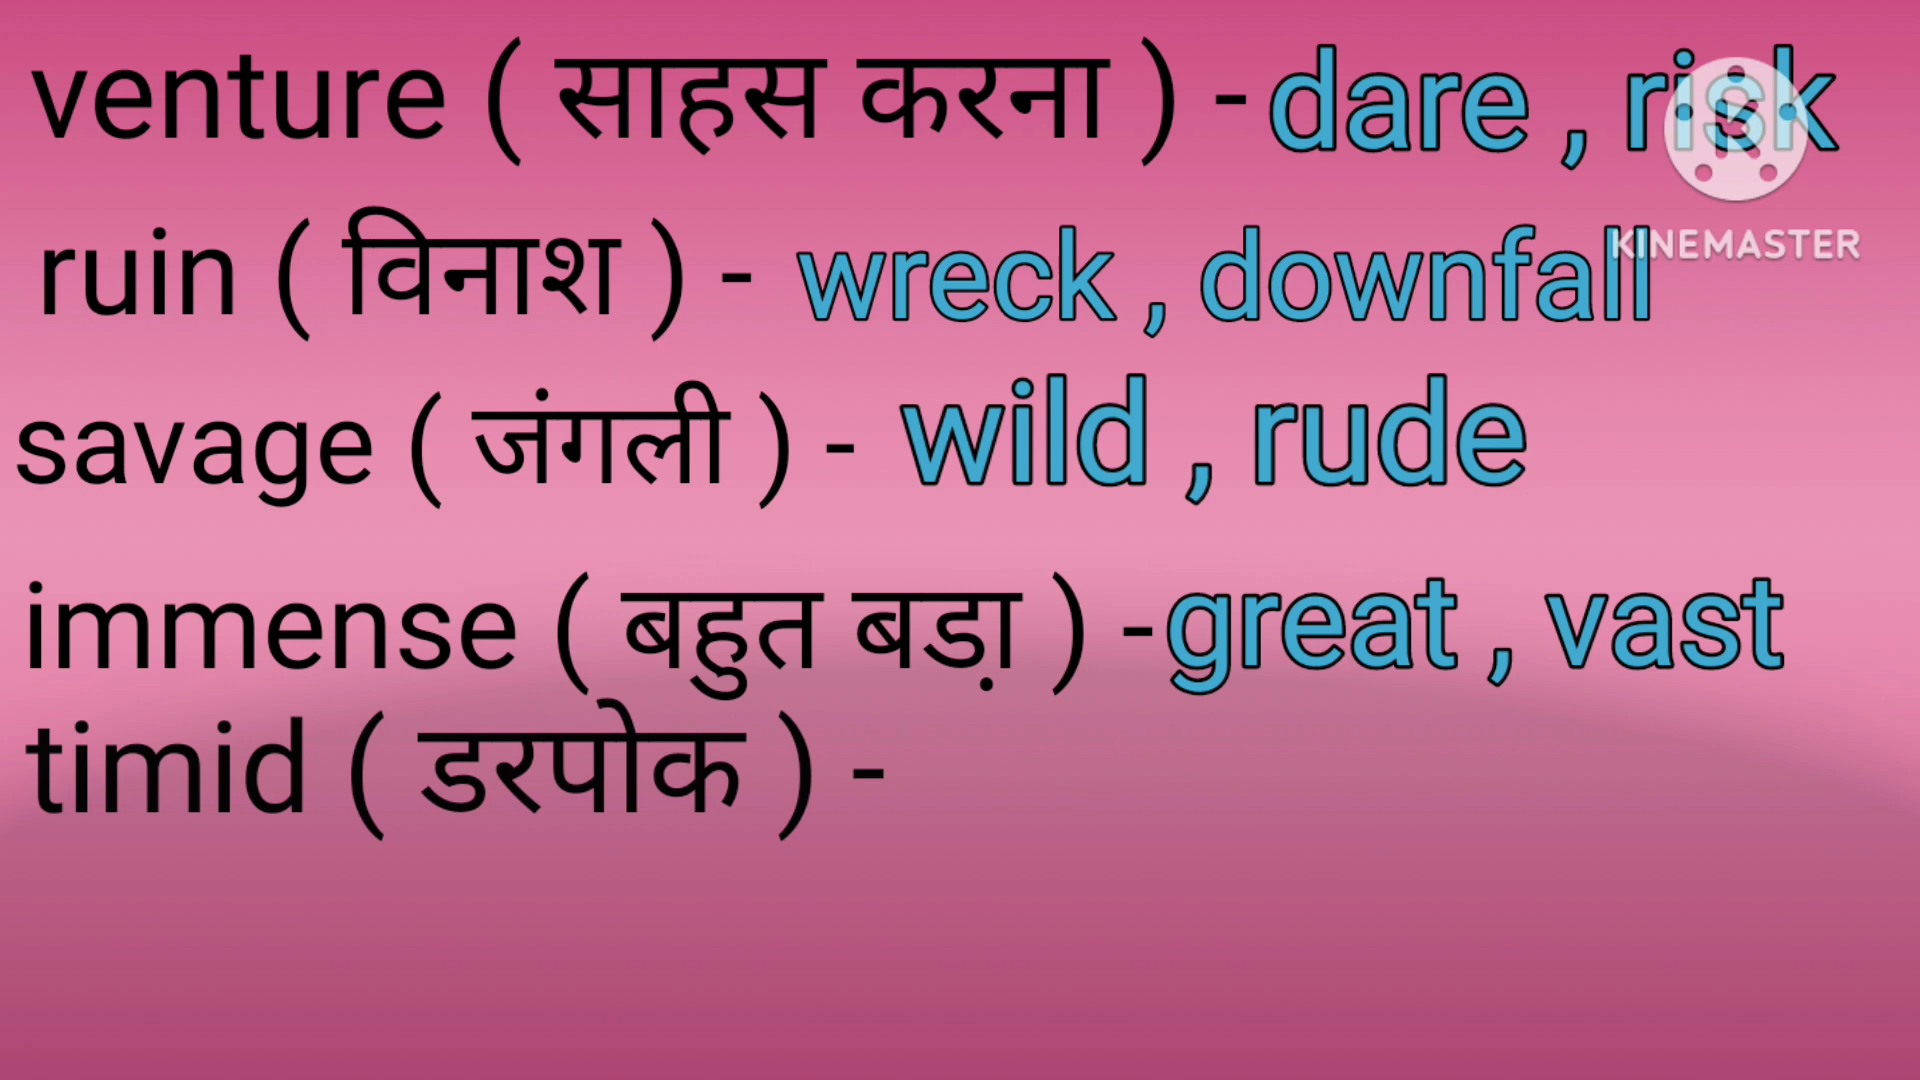 venture ( साहस करना ) - dare , risk
ruin ( विनाश ) - wreck , downfall
KINEMASTER
savage ( जंगली ) - wild , rude
immense ( बहुत बडा़ ) - great , vast
timid ( डरपोक ) -